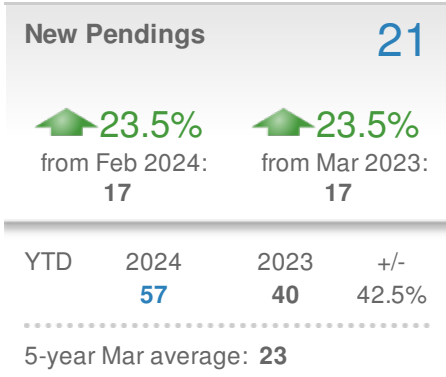 New Pendings 21
23.5% 23.5%
from Feb 2024: from Mar 2023:
17 17
YTD 2024 2023 +/-
57 40 42.5%
5-year Mar average: 23